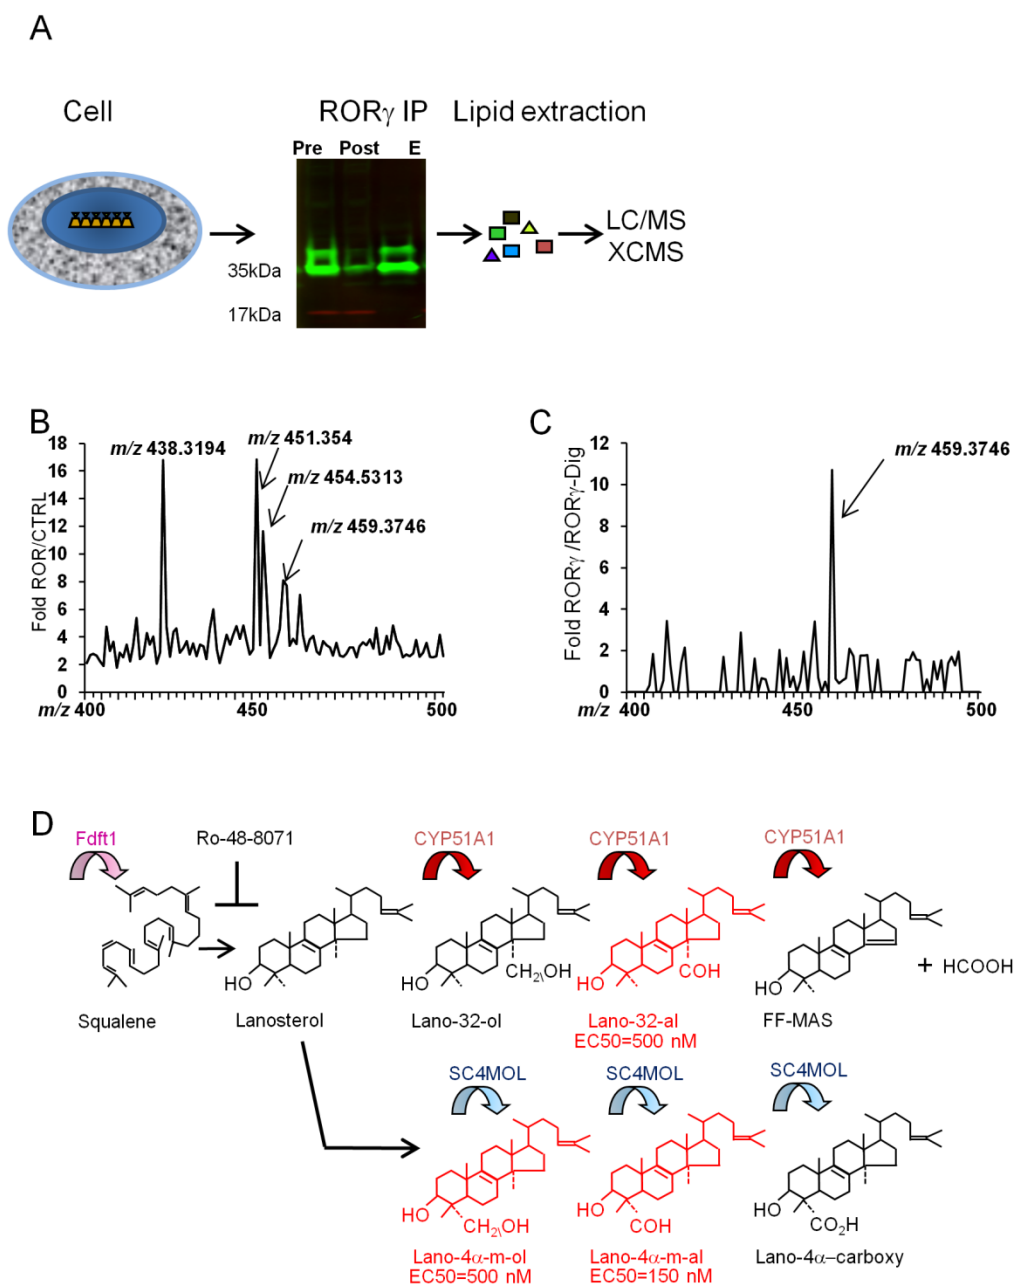 A
Cell
RORγ IP
Lipid extraction
Pre Post E
35kDa
17kDa
LC/MS
XCMS
B
Fold ROR/CTRL
18
16
14
12
10
8
6
4
2
0
m/z 438.3194
m/z 451.354
m/z 454.5313
m/z 459.3746
m/z 400 450 500
C
Fold RORγ /RORγ-Dig
12
10
8
6
4
2
0
m/z 459.3746
m/z 400 450 500
D
Fdft1
Ro-48-8071
CYP51A1
CYP51A1
CYP51A1
HO
HO
CH2\OH
HO
COH
HO
+ HCOOH
Squalene
Lanosterol
Lano-32-ol
Lano-32-al
EC50=500 nM
FF-MAS
SC4MOL
SC4MOL
SC4MOL
HO
CH2\OH
HO
COH
HO
CO2H
Lano-4α-m-ol
EC50=500 nM
Lano-4α-m-al
EC50=150 nM
Lano-4α–carboxy